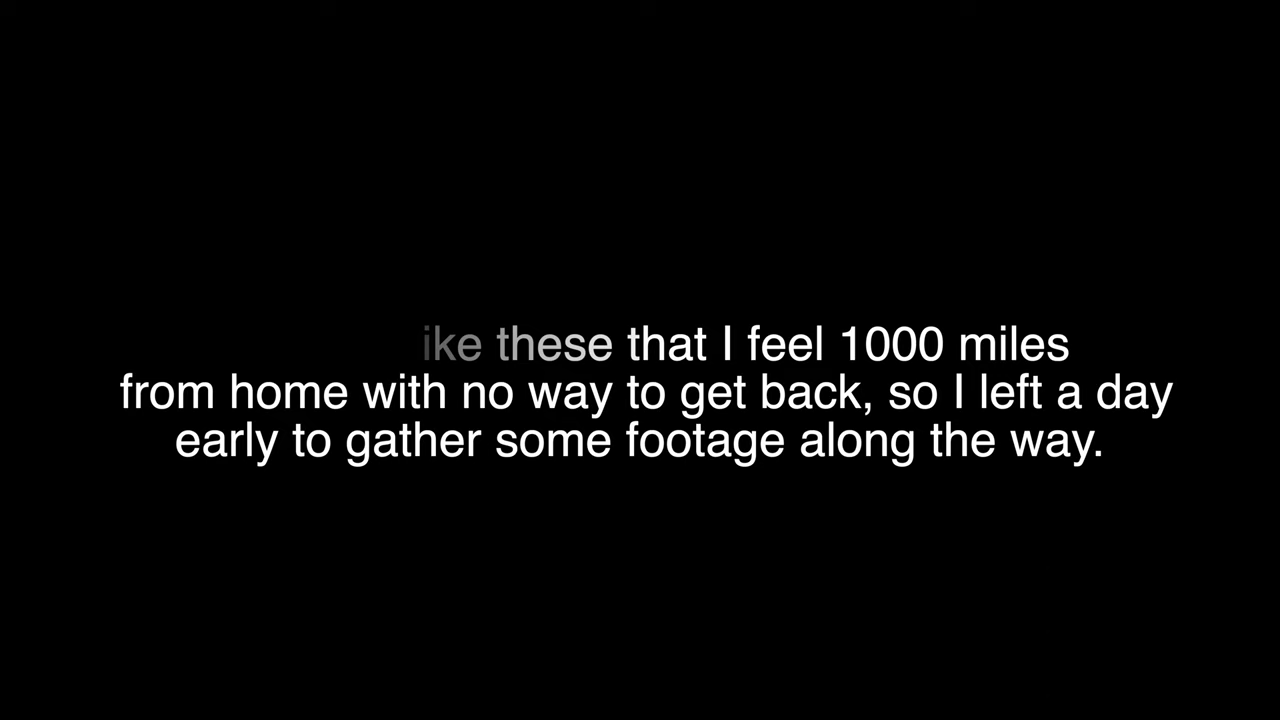 ike these that I feel 1000 miles
from home with no way to get back, so I left a day
early to gather some footage along the way.